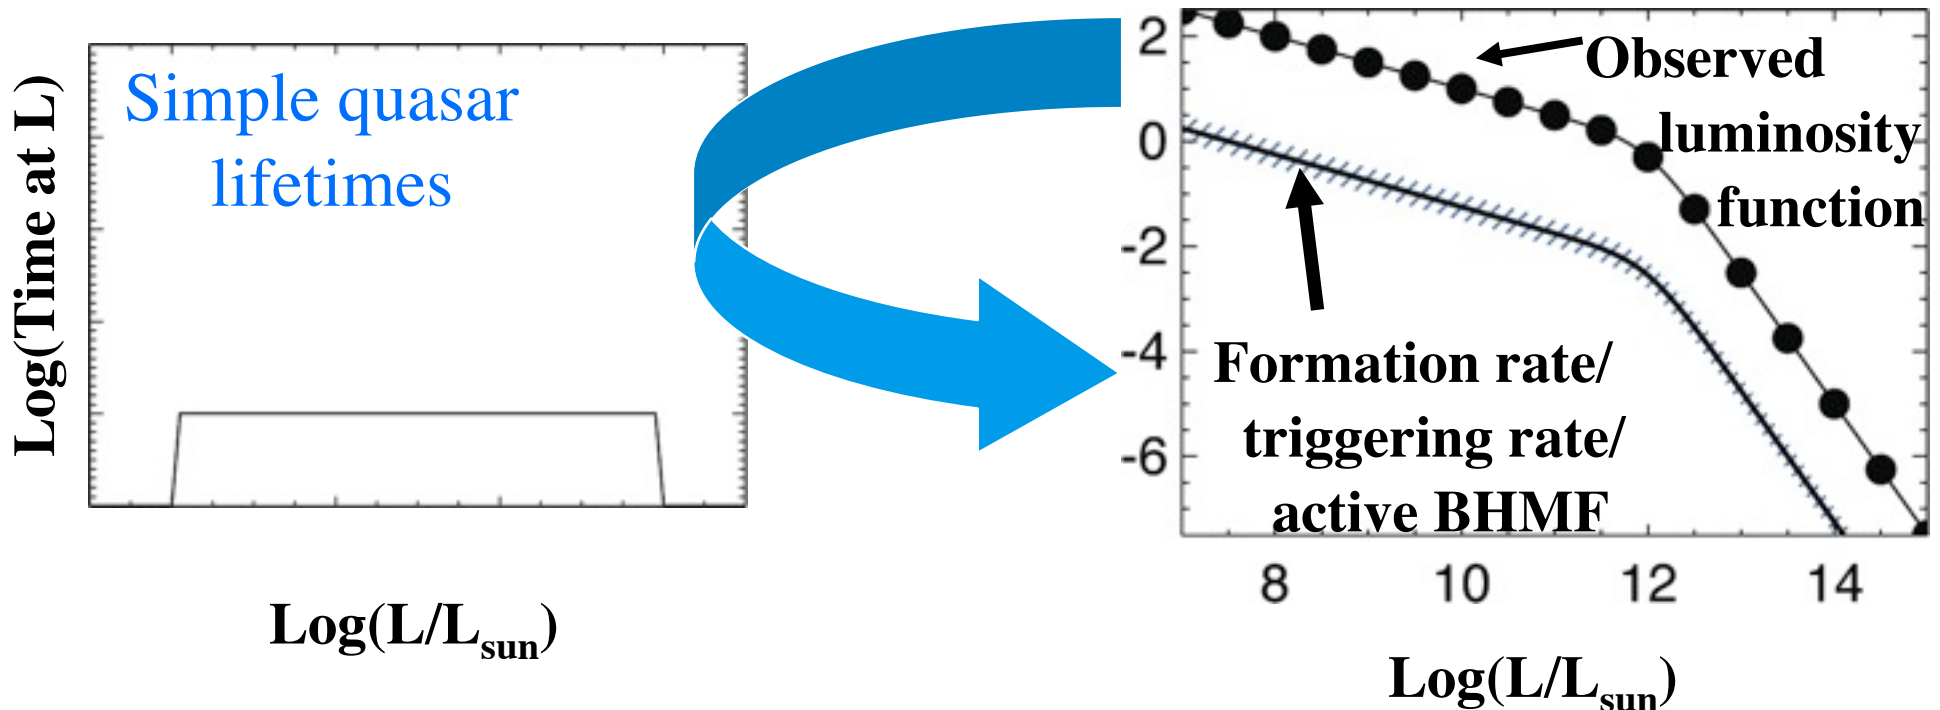 Log(Time at L)
Simple quasar
lifetimes
Log(L/Lsun)
2
0
-2
-4
-6
Observed
luminosity
function
Formation rate/
triggering rate/
active BHMF
8 10 12 14
Log(L/Lsun)